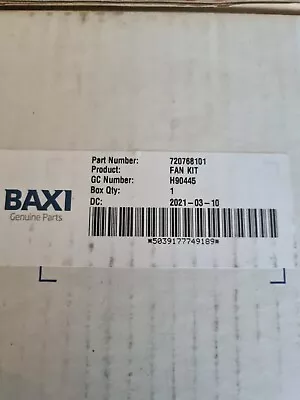 Part Number: 720768101
Product: FAN KIT
GC Number: H90445
Box Qty: 1
DC: 2021-03-10
BAXI
Genuine Parts
*5039177749189*